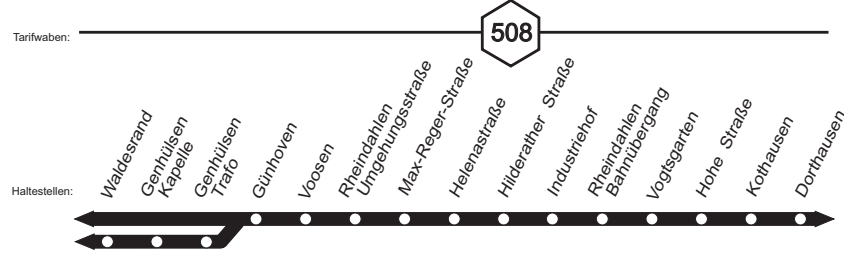 Tarifwaben:
508
Haltestellen:
Waldesrand
Genhülsen
Kapelle
Genhülsen
Trafo
Günhoven
Voosen
Rheindahlen
Umgehungsstraße
Max-Reger-Straße
Helenastraße
Hilderather Straße
Industriehof
Rheindahlen
Bahnübergang
Vogtsgarten
Hohe Straße
Kothausen
Dorthausen